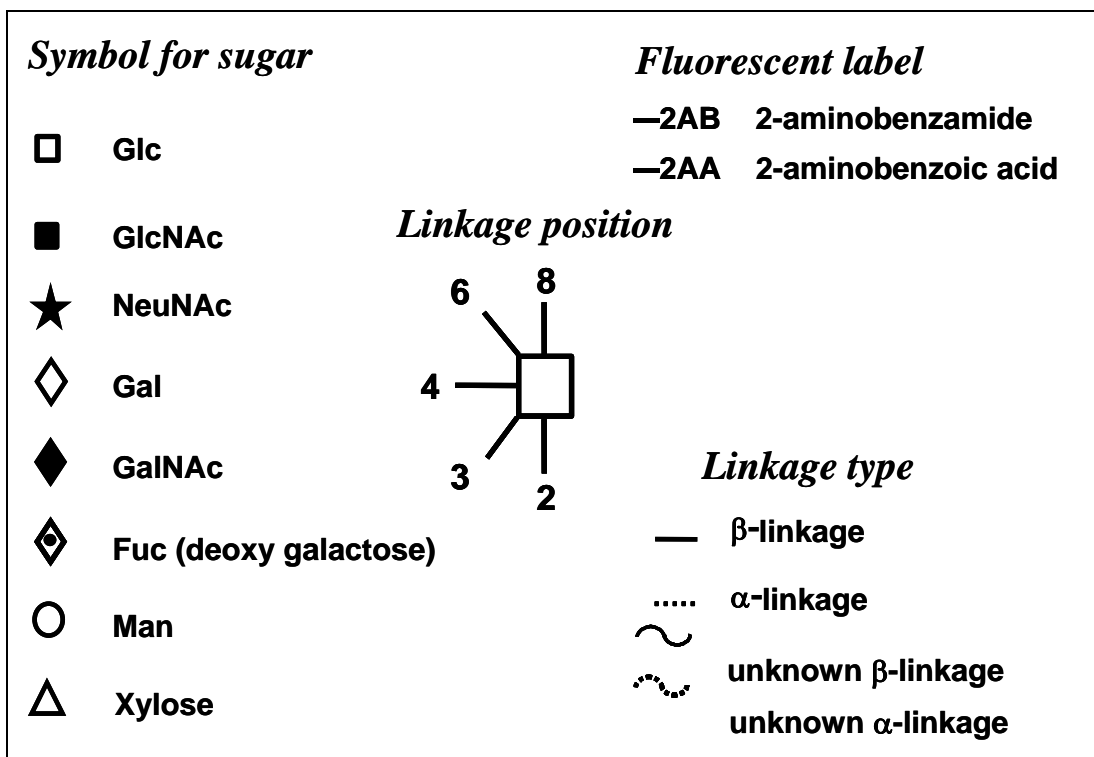 Symbol for sugar
Glc
GlcNAc
NeuNAc
Gal
GalNAc
Fuc (deoxy galactose)
Man
Xylose
Fluorescent label
—2AB 2-aminobenzamide
—2AA 2-aminobenzoic acid
Linkage position
6
8
4
3
2
Linkage type
β-linkage
α-linkage
unknown β-linkage
unknown α-linkage